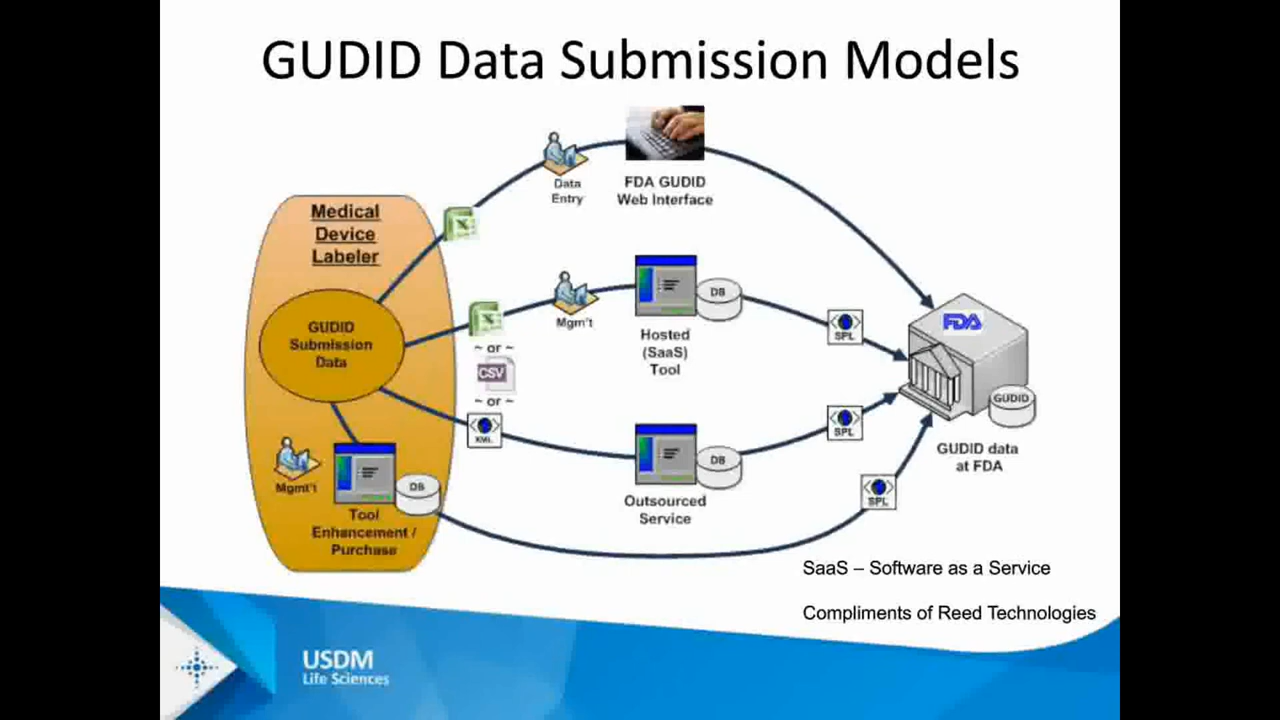 GUDID Data Submission Models
Medical
Device
Labeler
GUDID
Submission
Data
Mgm't
DB
Tool
Enhancement /
Purchase
Data
Entry
FDA GUDID
Web Interface
Mgm't
DB
Hosted
(SaaS)
Tool
SPL
~ or ~
CSV
~ or ~
XML
DB
Outsourced
Service
SPL
SPL
FDA
GUDID
GUDID data
at FDA
SaaS – Software as a Service
Compliments of Reed Technologies
USDM
Life Sciences